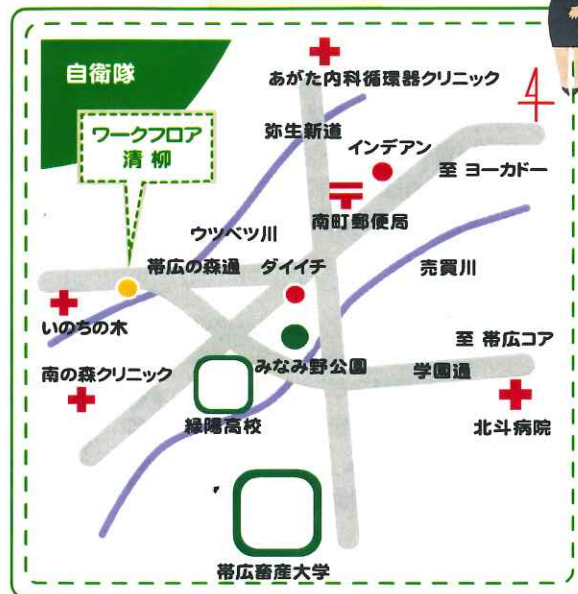 自衛隊
あがた内科循環器クリニック
ワークフロア
清柳
弥生新道
インデアン
至 ヨーカドー
南町郵便局
ウツベツ川
帯広の森通
ダイイチ
売買川
いのちの木
至 帯広コア
南の森クリニック
みなみ野公園
学園通
緑陽高校
北斗病院
帯広畜産大学